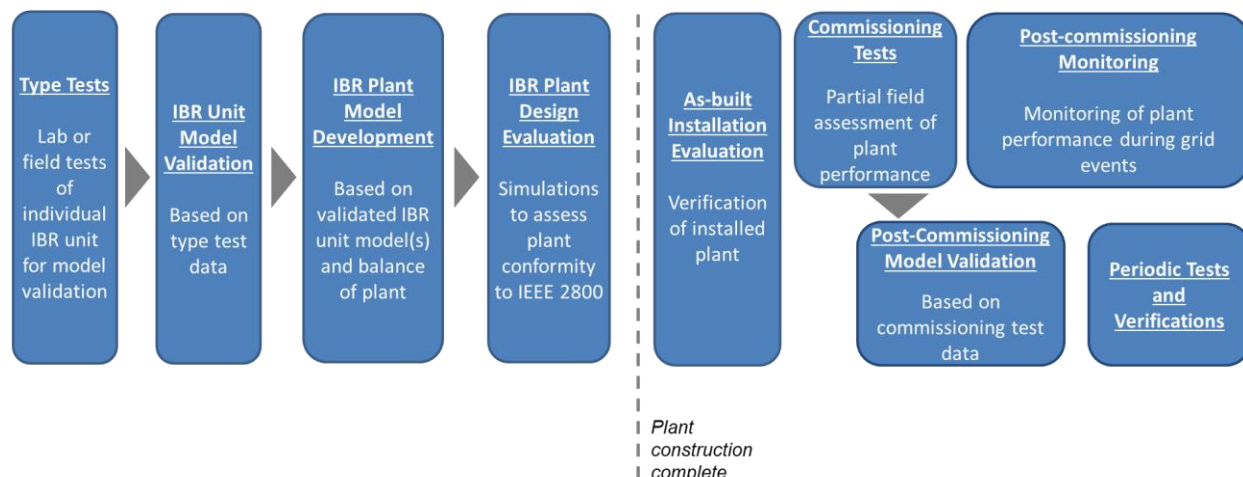 Type Tests
Lab or
field tests
of
individual
IBR unit
for model
validation
IBR Unit
Model
Validation
Based on
type test
data
IBR Plant
Model
Development
Based on
validated IBR
unit model(s)
and balance
of plant
IBR Plant
Design
Evaluation
Simulations
to assess
plant
conformity
to IEEE 2800
As-built
Installation
Evaluation
Verification
of installed
plant
Commissioning
Tests
Partial field
assessment of
plant
performance
Post-commissioning
Monitoring
Monitoring of plant
performance during grid
events
Post-Commissioning
Model Validation
Based on
commissioning test
data
Periodic Tests
and
Verifications
Plant
construction
complete